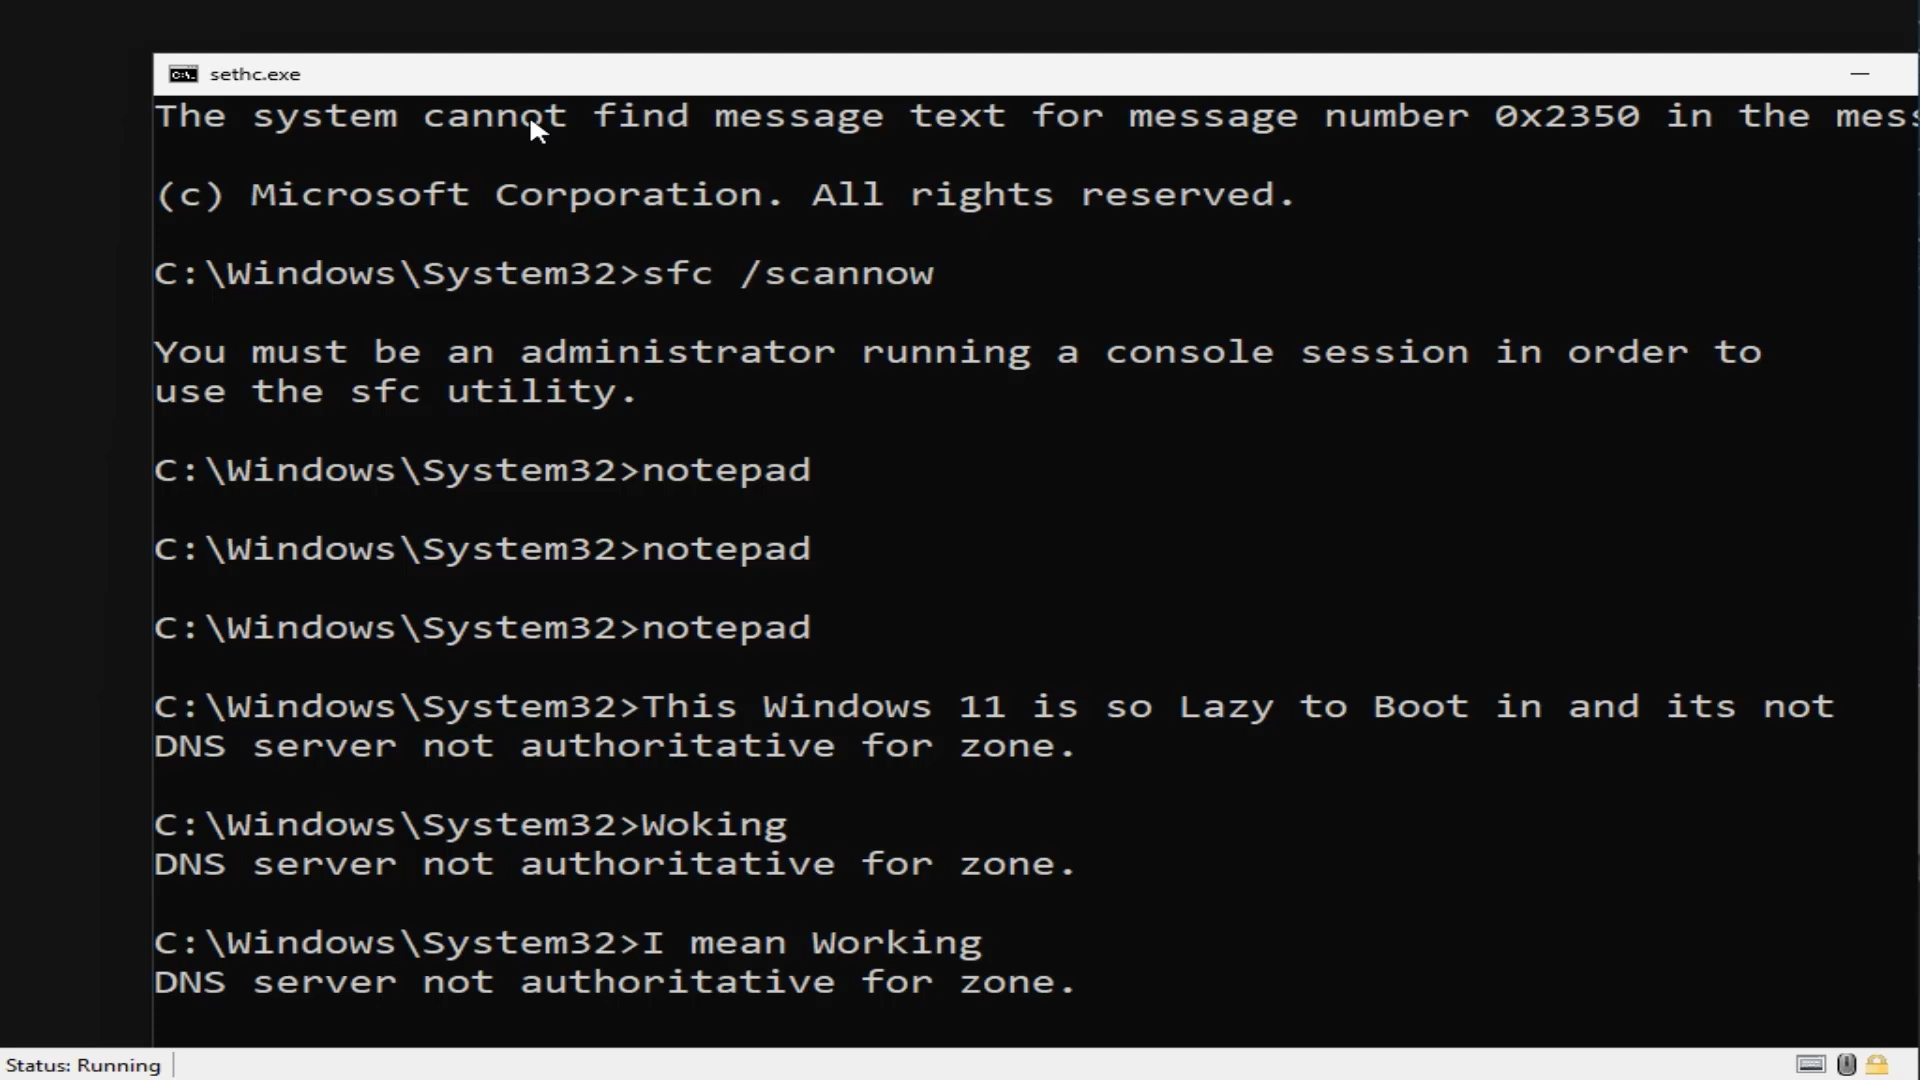 sethc.exe
The system cannot find message text for message number 0x2350 in the mess
(c) Microsoft Corporation. All rights reserved.
C:\Windows\System32>sfc /scannow
You must be an administrator running a console session in order to
use the sfc utility.
C:\Windows\System32>notepad
C:\Windows\System32>notepad
C:\Windows\System32>notepad
C:\Windows\System32>This Windows 11 is so Lazy to Boot in and its not
DNS server not authoritative for zone.
C:\Windows\System32>Woking
DNS server not authoritative for zone.
C:\Windows\System32>I mean Working
DNS server not authoritative for zone.
Status: Running